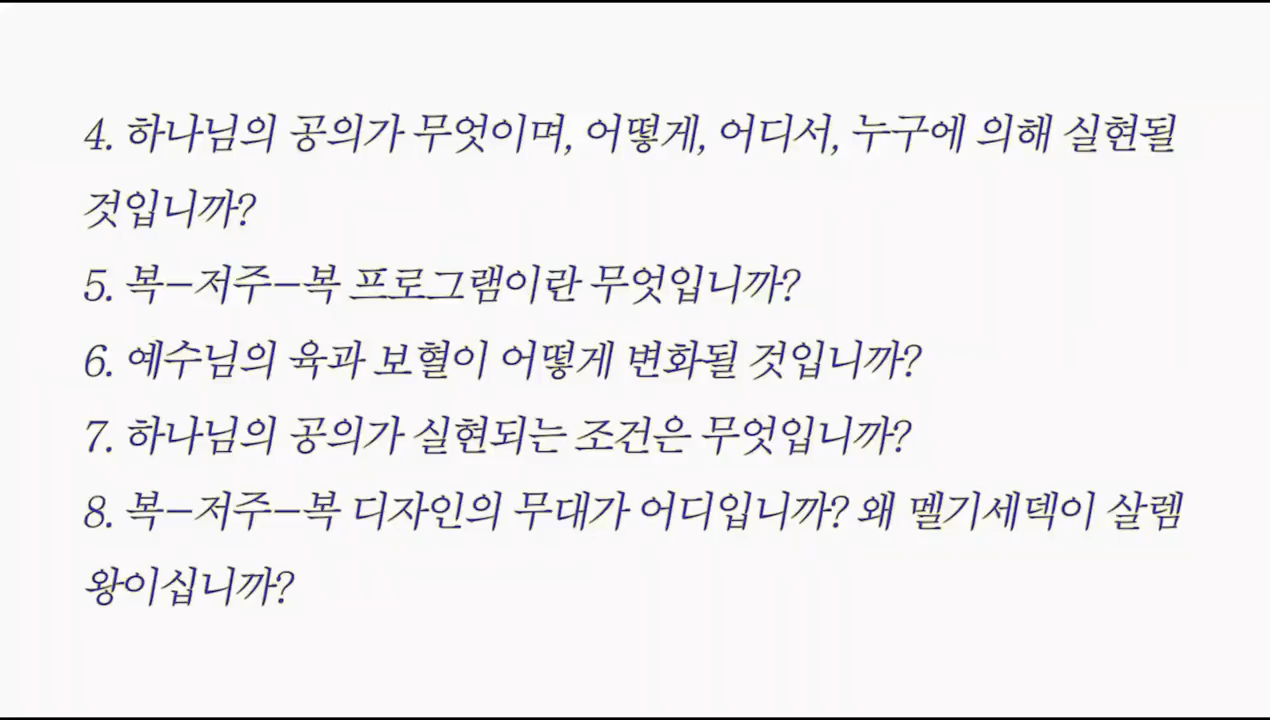 4. 하나님의 공의가 무엇이며, 어떻게, 어디서, 누구에 의해 실현될
것입니까?
5. 복-저주-복 프로그램이란 무엇입니까?
6. 예수님의 육과 보혈이 어떻게 변화될 것입니까?
7. 하나님의 공의가 실현되는 조건은 무엇입니까?
8. 복-저주-복 디자인의 무대가 어디입니까? 왜 멜기세덱이 살렘
왕이십니까?